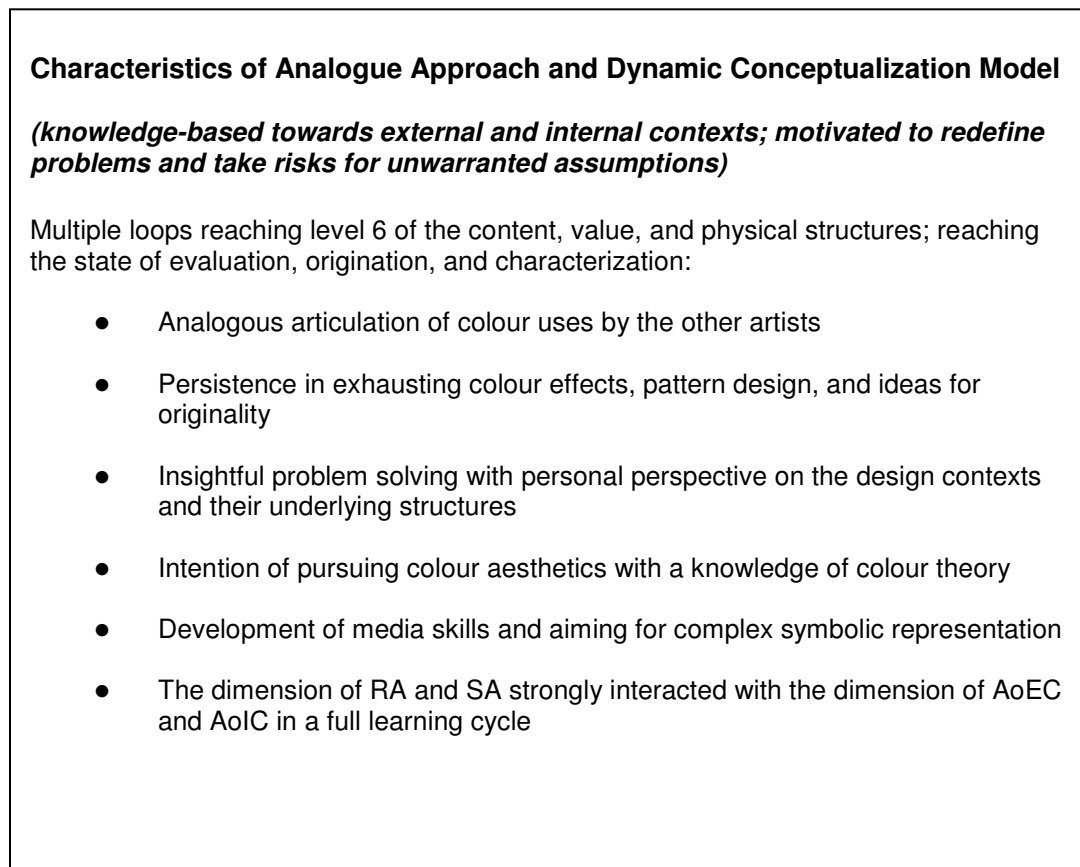 Characteristics of Analogue Approach and Dynamic Conceptualization Model
(knowledge-based towards external and internal contexts; motivated to redefine
problems and take risks for unwarranted assumptions)
Multiple loops reaching level 6 of the content, value, and physical structures; reaching
the state of evaluation, origination, and characterization:
● Analogous articulation of colour uses by the other artists
● Persistence in exhausting colour effects, pattern design, and ideas for
originality
● Insightful problem solving with personal perspective on the design contexts
and their underlying structures
● Intention of pursuing colour aesthetics with a knowledge of colour theory
● Development of media skills and aiming for complex symbolic representation
● The dimension of RA and SA strongly interacted with the dimension of AoEC
and AoIC in a full learning cycle